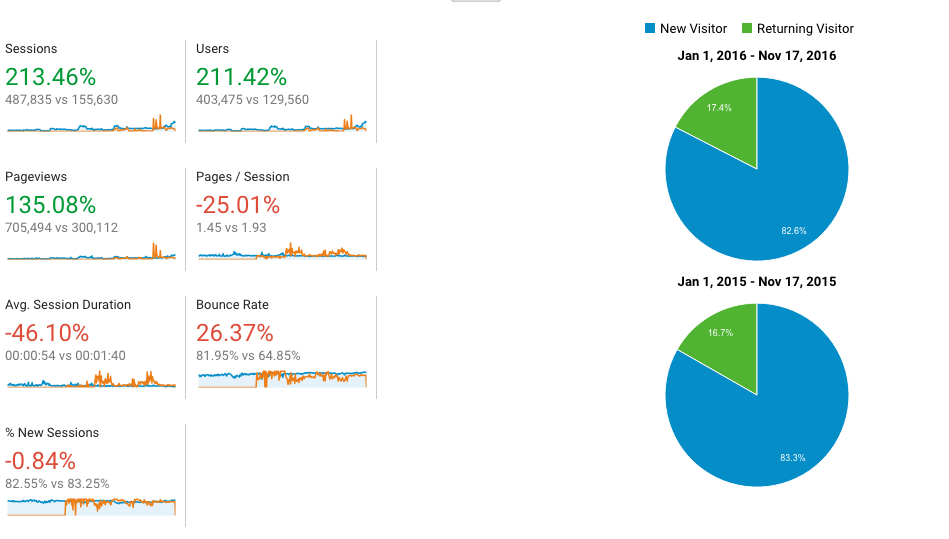 Sessions
213.46%
487,835 vs 155,630
Users
211.42%
403,475 vs 129,560
Pageviews
135.08%
705,494 vs 300,112
Pages / Session
-25.01%
1.45 vs 1.93
Avg. Session Duration
-46.10%
00:00:54 vs 00:01:40
Bounce Rate
26.37%
81.95% vs 64.85%
% New Sessions
-0.84%
82.55% vs 83.25%
New Visitor
Returning Visitor
Jan 1, 2016 - Nov 17, 2016
17.4%
82.6%
Jan 1, 2015 - Nov 17, 2015
16.7%
83.3%